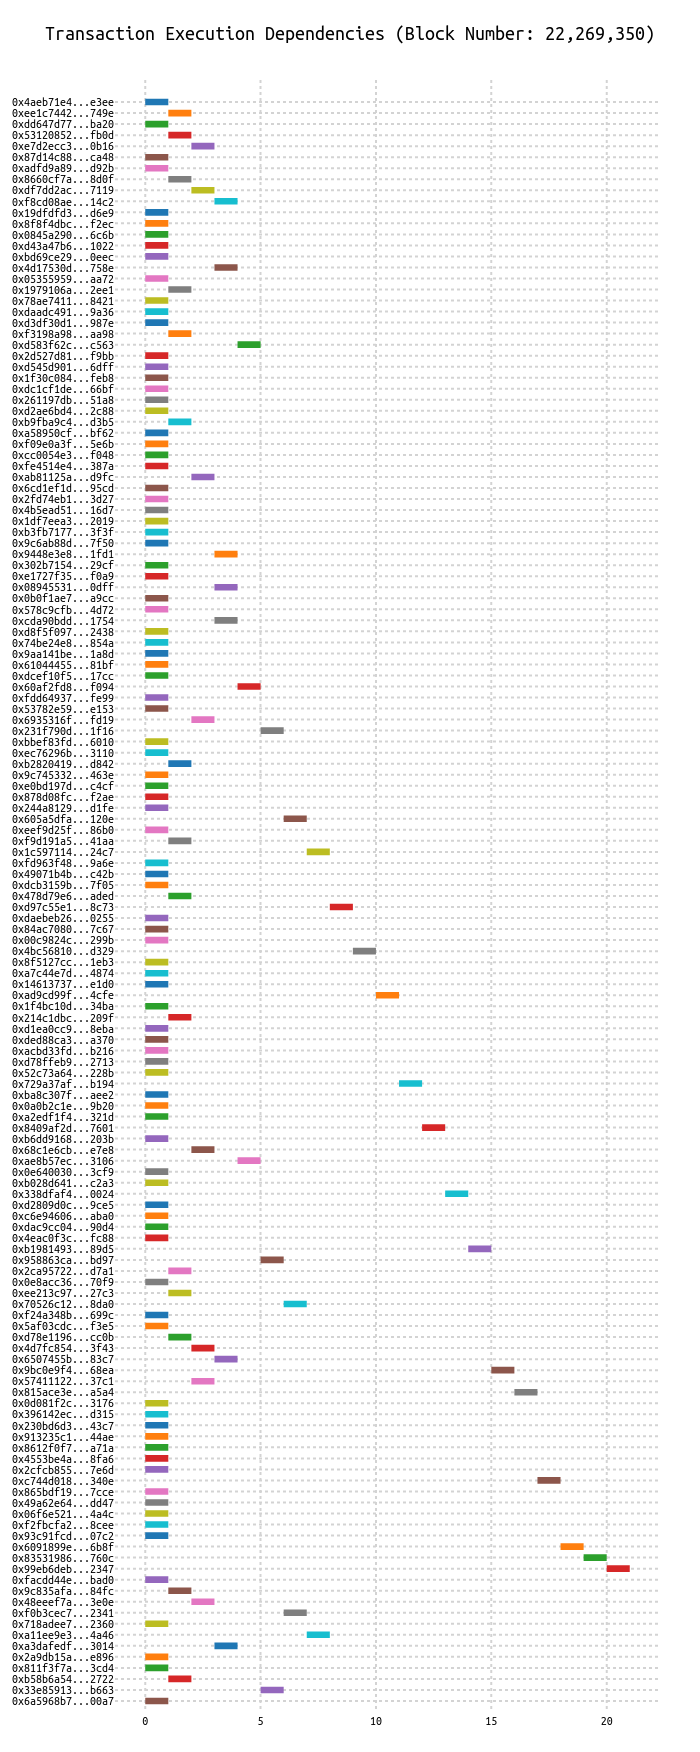 Transaction Execution Dependencies (Block Number: 22,269,350)
0x4aeb71e4...e3ee
0xee1c7442...749e
0xdd647d77...ba20
0x53120852...fb0d
0xe7d2ecc3...0b16
0x87d14c88...ca48
0xadfd9a89...d92b
0x8660cf7a...8d0f
0xdf7dd2ac...7119
0xf8cd08ae...14c2
0x19dfdfd3...d6e9
0x8f8f4dbc...f2ec
0x0845a290...6c6b
0xd43a47b6...1022
0xbd69ce29...0eec
0x4d17530d...758e
0x05355959...aa72
0x1979106a...2ee1
0x78ae7411...8421
0xdaadc491...9a36
0xd3df30d1...987e
0xf3198a98...aa98
0xd583f62c...c563
0x2d527d81...f9bb
0xd545d901...6dff
0x1f30c084...feb8
0xdc1cf1de...66bf
0x261197db...51a8
0xd2ae6bd4...2c88
0xb9fba9c4...d3b5
0xa58950cf...bf62
0xf09e0a3f...5e6b
0xcc0054e3...f048
0xfe4514e4...387a
0xab81125a...d9fc
0x6cd1ef1d...95cd
0x2fd74eb1...3d27
0x4b5ead51...16d7
0x1df7eea3...2019
0xb3fb7177...3f3f
0x9c6ab88d...7f50
0x9448e3e8...1fd1
0x302b7154...29cf
0xe1727f35...f0a9
0x08945531...0dff
0x0b0f1ae7...a9cc
0x578c9cfb...4d72
0xcda90bdd...1754
0xd8f5f097...2438
0x74be24e8...854a
0x9aa141be...1a8d
0x61044455...81bf
0xdcef10f5...17cc
0x60af2fd8...f094
0xfdd64937...fe99
0x53782e59...e153
0x6935316f...fd19
0x231f790d...1f16
0xbbef83fd...6010
0xec76296b...3110
0xb2820419...d842
0x9c745332...463e
0xe0bd197d...c4cf
0x878d08fc...f2ae
0x244a8129...d1fe
0x605a5dfa...120e
0xeef9d25f...86b0
0xf9d191a5...41aa
0x1c597114...24c7
0xfd963f48...9a6e
0x49071b4b...c42b
0xdcb3159b...7f05
0x478d79e6...aded
0xd97c55e1...8c73
0xdaebeb26...0255
0x84ac7080...7c67
0x00c9824c...299b
0x4bc56810...d329
0x8f5127cc...1eb3
0xa7c44e7d...4874
0x14613737...e1d0
0xad9cd99f...4cfe
0x1f4bc10d...34ba
0x214c1dbc...209f
0xd1ea0cc9...8eba
0xded88ca3...a370
0xacbd33fd...b216
0xd78ffeb9...2713
0x52c73a64...228b
0x729a37af...b194
0xba8c307f...aee2
0x0a0b2c1e...9b20
0xa2edf1f4...321d
0x8409af2d...7601
0xb6dd9168...203b
0x68c1e6cb...e7e8
0xae8b57ec...3106
0x0e640030...3cf9
0xb028d641...c2a3
0x338dfaf4...0024
0xd2809d0c...9ce5
0xc6e94606...aba0
0xdac9cc04...90d4
0x4eac0f3c...fc88
0xb1981493...89d5
0x958863ca...bd97
0x2ca95722...d7a1
0x0e8acc36...70f9
0xee213c97...27c3
0x70526c12...8da0
0xf24a348b...699c
0x5af03cdc...f3e5
0xd78e1196...cc0b
0x4d7fc854...3f43
0x6507455b...83c7
0x9bc0e9f4...68ea
0x57411122...37c1
0x815ace3e...a5a4
0x0d081f2c...3176
0x396142ec...d315
0x230bd6d3...43c7
0x913235c1...44ae
0x8612f0f7...a71a
0x4553be4a...8fa6
0x2cfcb855...7e6d
0xc744d018...340e
0x865bdf19...7cce
0x49a62e64...dd47
0x06f6e521...4a4c
0xf2fbcfa2...8cee
0x93c91fcd...07c2
0x6091899e...6b8f
0x83531986...760c
0x99eb6deb...2347
0xfacdd44e...bad0
0x9c835afa...84fc
0x48eeef7a...3e0e
0xf0b3cec7...2341
0x718adee7...2360
0xa11ee9e3...4a46
0xa3dafedf...3014
0x2a9db15a...e896
0x811f3f7a...3cd4
0xb58b6a54...2722
0x33e85913...b663
0x6a5968b7...00a7
0 5 10 15 20